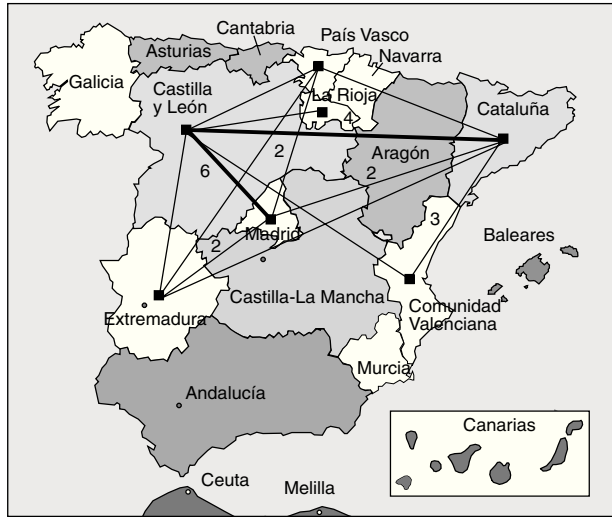 Cantabria
Asturias
País Vasco
Navarra
Galicia
Castilla
y León
La Rioja
4
Cataluña
2
Aragón
6
2
3
Madrid
2
Baleares
Castilla-La Mancha
Extremadura
Comunidad
Valenciana
Murcia
Andalucía
Canarias
Ceuta
Melilla